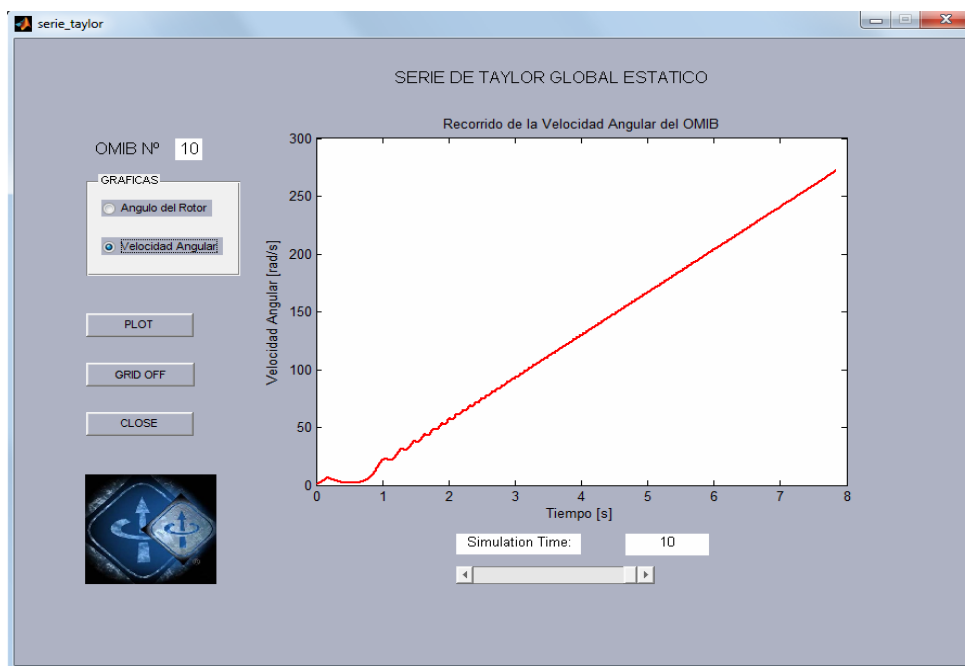 serie_taylor
SERIE DE TAYLOR GLOBAL ESTATICO
OMIB Nº 10
GRAFICAS
Angulo del Rotor
Velocidad Angular
PLOT
GRID OFF
CLOSE
Recorrido de la Velocidad Angular del OMIB
Velocidad Angular [rad/s]
300
250
200
150
100
50
0
0 1 2 3 4 5 6 7 8
Tiempo [s]
Simulation Time: 10